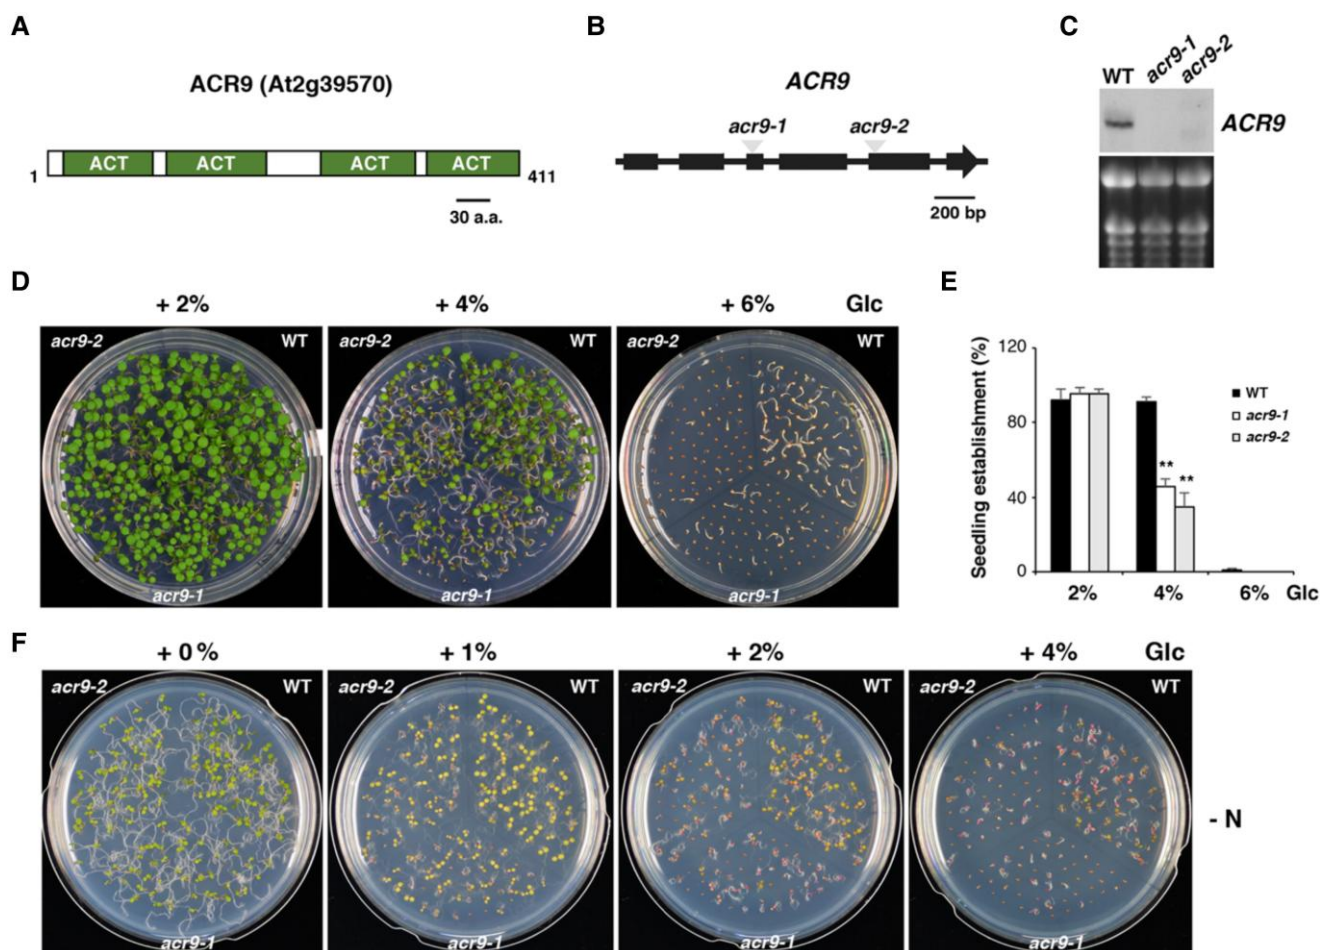 A
ACR9 (At2g39570)
1
ACT
ACT
ACT
ACT
411
30 a.a.
B
ACR9
acr9-1
acr9-2
200 bp
C
WT
acr9-1
acr9-2
ACR9
D
+ 2%
+ 4%
+ 6%
Glc
acr9-2
WT
acr9-1
acr9-2
WT
acr9-1
acr9-2
WT
acr9-1
E
Seedling establishment (%)
120
80
40
0
WT
acr9-1
acr9-2
**
**
2%
4%
6%
Glc
F
+ 0 %
+ 1%
+ 2%
+ 4%
Glc
acr9-2
WT
acr9-1
acr9-2
WT
acr9-1
acr9-2
WT
acr9-1
acr9-2
WT
acr9-1
- N